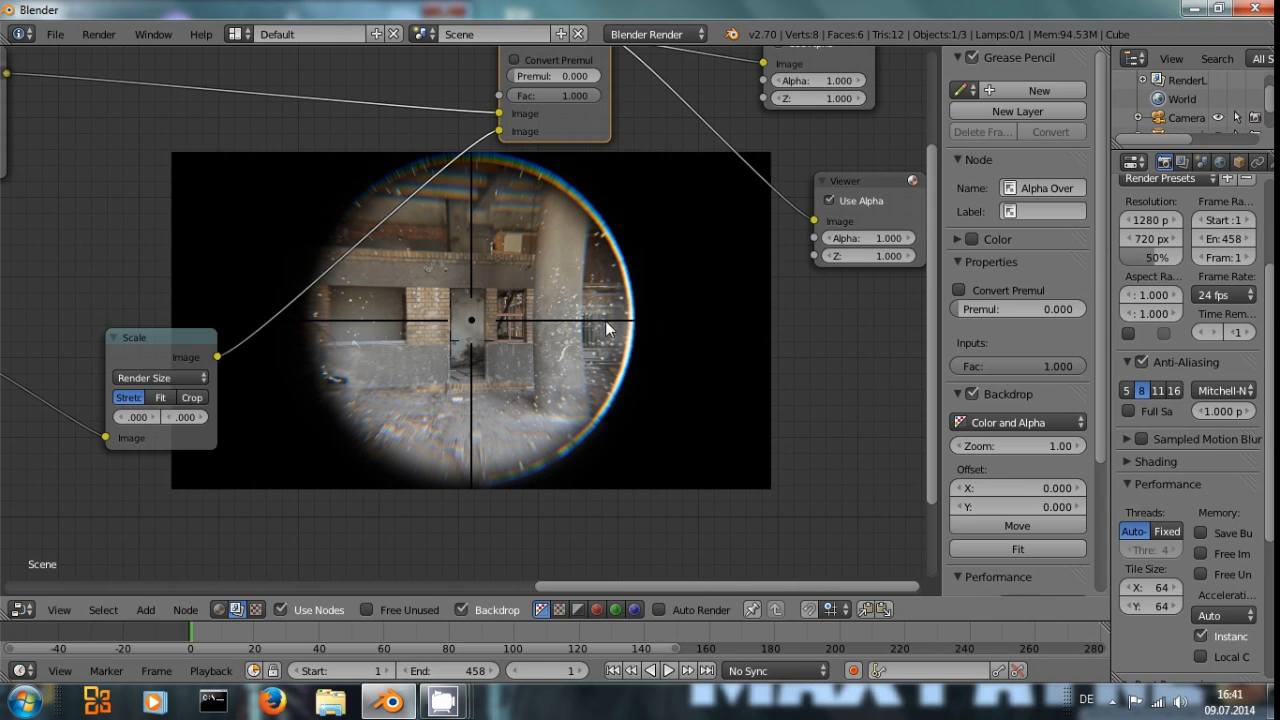 Blender
File Render Window Help Default Scene Blender Render v2.70 | Verts:8 | Faces:6 | Tris:12 | Objects:1/3 | Lamps:0/1 | Mem:94.53M | Cube
Convert Premul
Premul: 0.000
Fac: 1.000
Image
Image
Image
Alpha: 1.000
Z: 1.000
Viewer
Use Alpha
Image
Alpha: 1.000
Z: 1.000
Scale
Image
Render Size
Stretc Fit Crop
.000 .000
Image
Scene
Grease Pencil
New
New Layer
Delete Fra... Convert
Node
Name: Alpha Over
Label:
Color
Properties
Convert Premul
Premul: 0.000
Inputs:
Fac: 1.000
Backdrop
Color and Alpha
Zoom: 1.00
Offset:
X: 0.000
Y: 0.000
Move
Fit
Performance
View Search All S
RenderL
World
Camera
Render Presets
Resolution: Frame Ra...
1280 p Start :1
720 px En: 458
50% Fram: 1
Aspect Ra Frame Rate:
: 1.000 24 fps
: 1.000 Time Rem...
1
Anti-Aliasing
5 8 11 16 Mitchell-N
Full Sa 1.000 p
Sampled Motion Blur
Shading
Performance
Threads: Memory:
Auto- Fixed Save Bu
Thre: 4 Free Im
Tile Size: Free Un
X: 64 Accelerati...
Y: 64 Auto
Instanc
Local C
View Select Add Node Use Nodes Free Unused Backdrop Auto Render
-40 -20 0 20 40 60 80 100 120 140 160 180 200 220 240 260 280
View Marker Frame Playback Start: 1 End: 458 1 No Sync
DE 16:41
09.07.2014